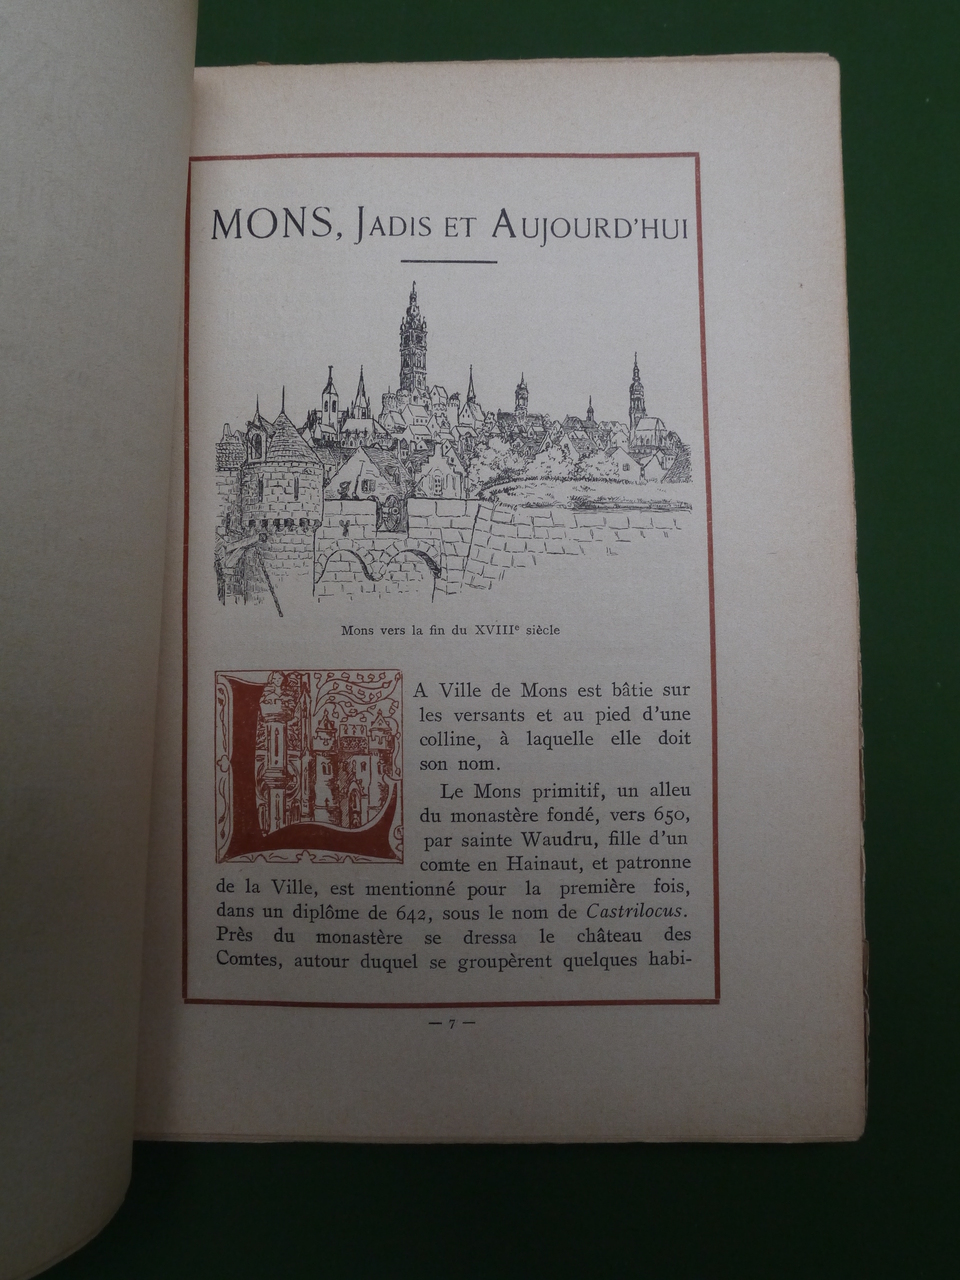 MONS, JADIS ET AUJOURD'HUI
Mons vers la fin du XVIIIe siècle
LA Ville de Mons est bâtie sur
les versants et au pied d'une
colline, à laquelle elle doit
son nom.
Le Mons primitif, un alleu
du monastère fondé, vers 650,
par sainte Waudru, fille d'un
comte en Hainaut, et patronne
de la Ville, est mentionné pour la première fois,
dans un diplôme de 642, sous le nom de Castrilocus.
Près du monastère se dressa le château des
Comtes, autour duquel se groupèrent quelques habi-
— 7 —